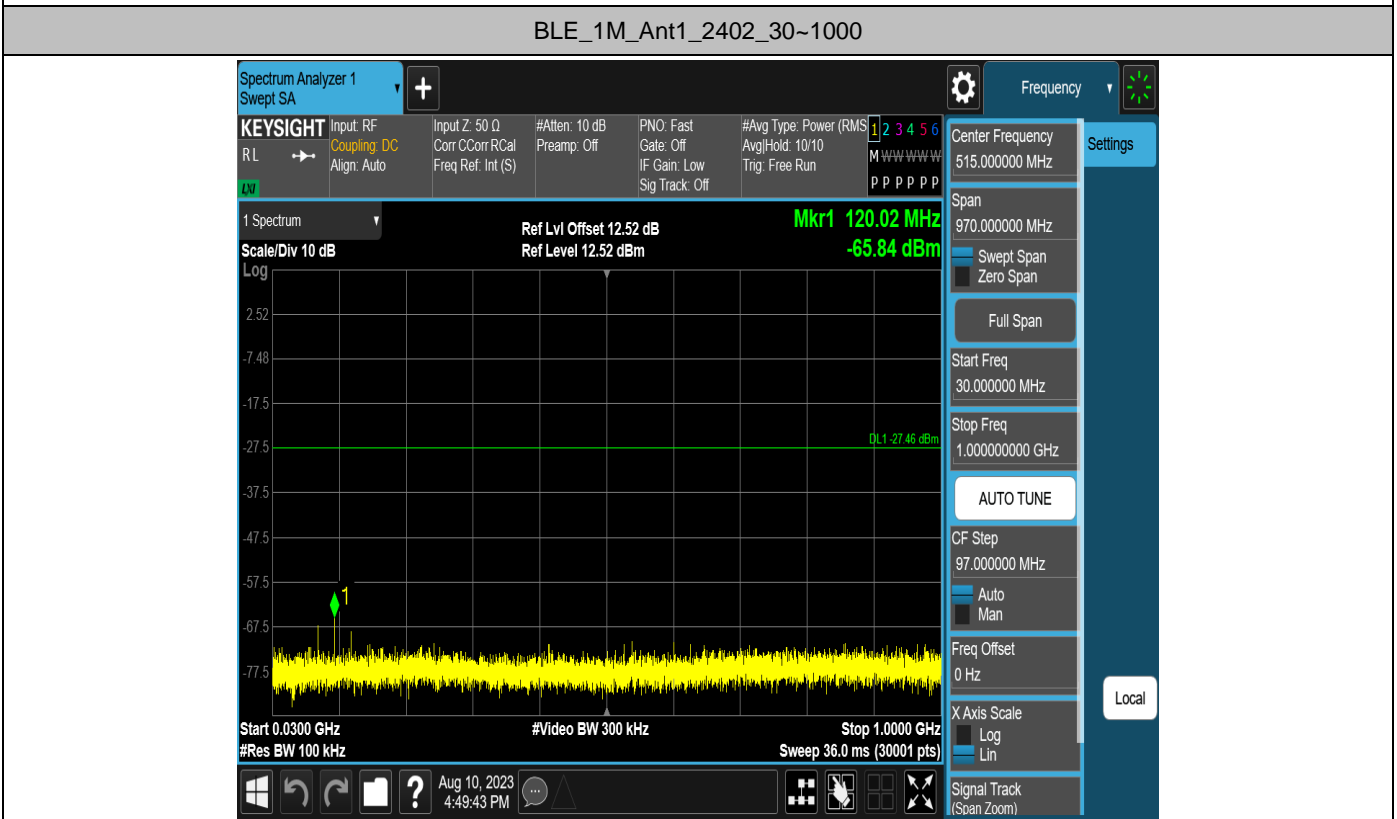 BLE_1M_Ant1_2402_30~1000
Spectrum Analyzer 1
Swept SA
+
Frequency
KEYSIGHT
R L
LXI
Input: RF
Coupling: DC
Align: Auto
Input Z: 50 Ω
Corr CCorr RCal
Freq Ref: Int (S)
#Atten: 10 dB
Preamp: Off
PNO: Fast
Gate: Off
IF Gain: Low
Sig Track: Off
#Avg Type: Power (RMS
Avg|Hold: 10/10
Trig: Free Run
1 2 3 4 5 6
M W W W W W
P P P P P P
1 Spectrum
Scale/Div 10 dB
Log
Ref Lvl Offset 12.52 dB
Ref Level 12.52 dBm
Mkr1 120.02 MHz
-65.84 dBm
2.52
-7.48
-17.5
-27.5
-37.5
-47.5
-57.5
-67.5
-77.5
DL1 -27.46 dBm
1
Start 0.0300 GHz
#Res BW 100 kHz
#Video BW 300 kHz
Stop 1.0000 GHz
Sweep 36.0 ms (30001 pts)
Center Frequency
515.000000 MHz
Span
970.000000 MHz
Swept Span
Zero Span
Full Span
Start Freq
30.000000 MHz
Stop Freq
1.000000000 GHz
AUTO TUNE
CF Step
97.000000 MHz
Auto
Man
Freq Offset
0 Hz
X Axis Scale
Log
Lin
Signal Track
(Span Zoom)
Settings
Local
?
Aug 10, 2023
4:49:43 PM